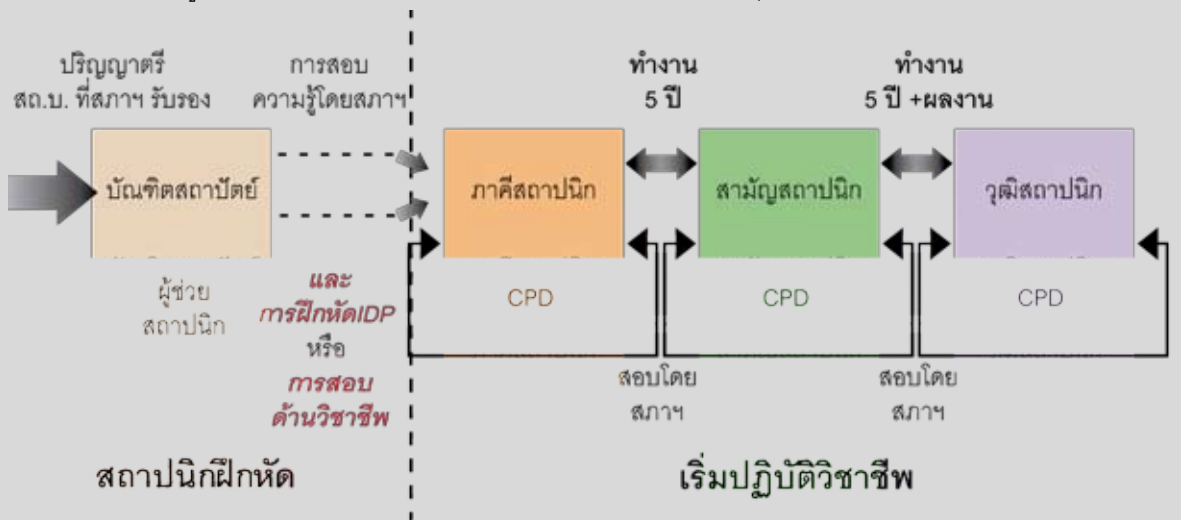 ปริญญาตรี
สถ.บ. ที่สภาฯ รับรอง
การสอบ
ความรู้โดยสภาฯ
ทำงาน
5 ปี
ทำงาน
5 ปี +ผลงาน
บัณฑิตสถาปัตย์
ภาคีสถาปนิก
สามัญสถาปนิก
วุฒิสถาปนิก
ผู้ช่วย
สถาปนิก
และ
การฝึกหัดIDP
หรือ
การสอบ
ด้านวิชาชีพ
CPD
CPD
CPD
สอบโดย
สภาฯ
สอบโดย
สภาฯ
สถาปนิกฝึกหัด
เริ่มปฏิบัติวิชาชีพ